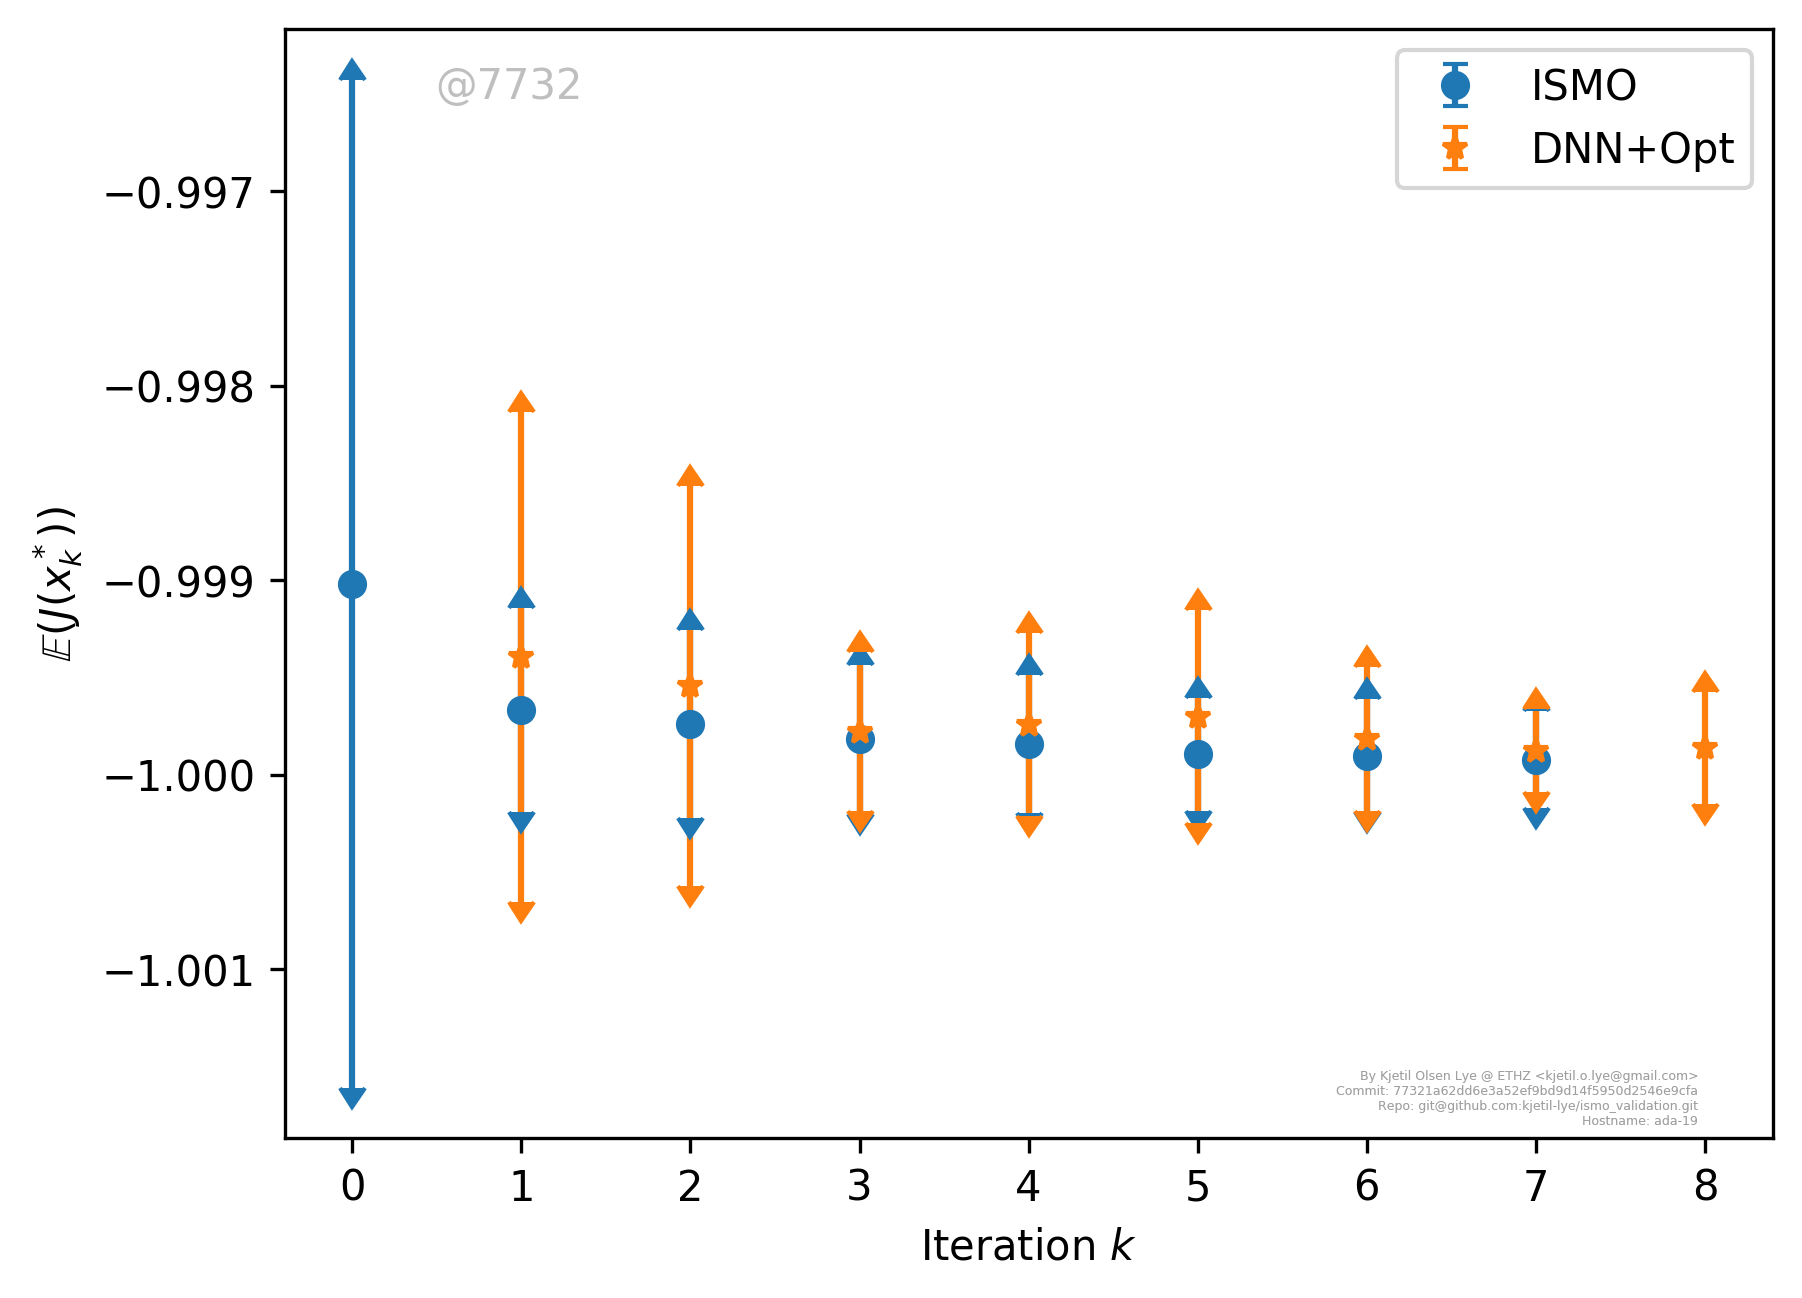 @7732
ISMO
DNN+Opt
−0.997
−0.998
−0.999
−1.000
−1.001
𝔼(J(x*k))
0 1 2 3 4 5 6 7 8
Iteration k
By Kjetil Olsen Lye @ ETHZ <kjetil.o.lye@gmail.com>
Commit: 77321a62dd6e3a52ef9bd9d14f5950d2546e9cfa
Repo: git@github.com:kjetil-lye/ismo_validation.git
Hostname: ada-19